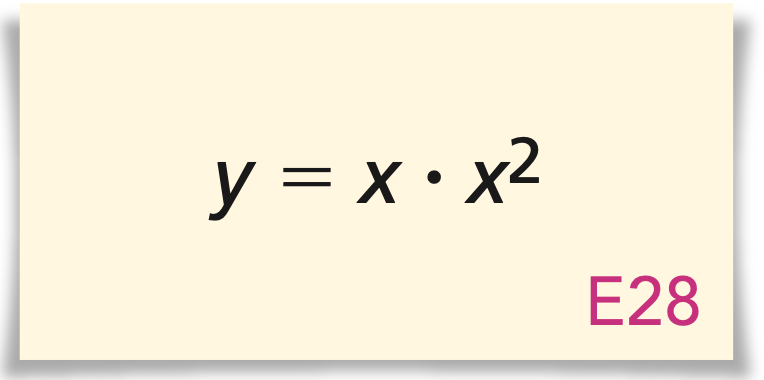 y = x · x²
E28